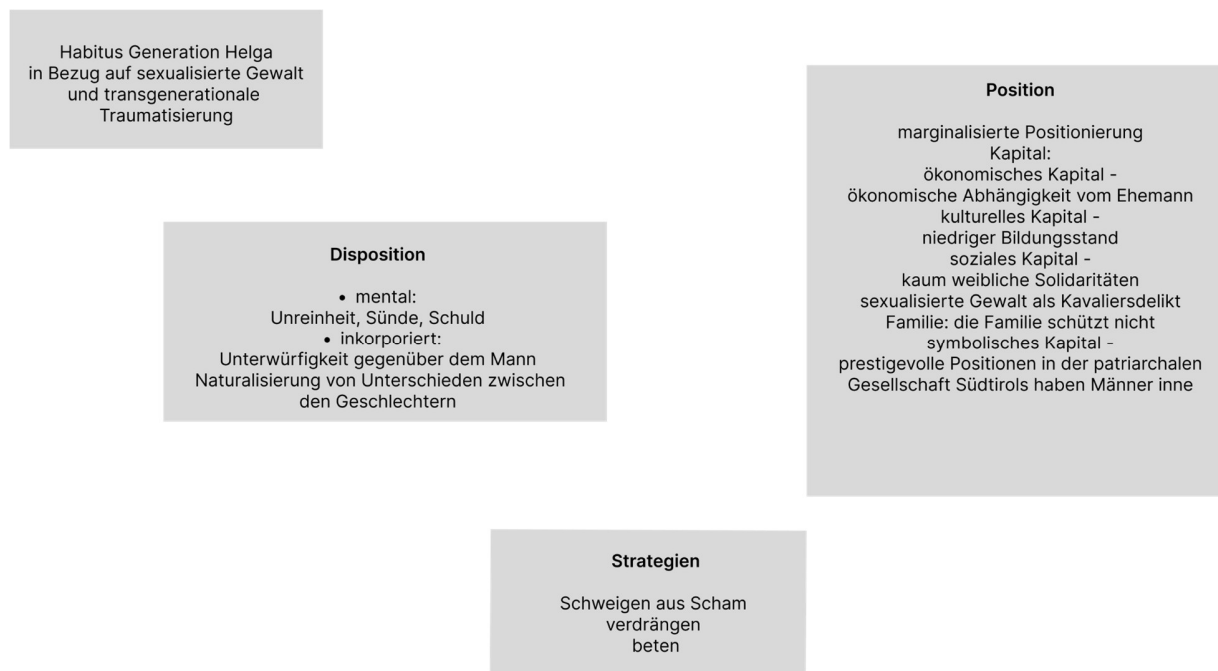 Habitus Generation Helga
in Bezug auf sexualisierte Gewalt
und transgenerationale
Traumatisierung
Disposition
• mental:
Unreinheit, Sünde, Schuld
• inkorporiert:
Unterwürfigkeit gegenüber dem Mann
Naturalisierung von Unterschieden zwischen
den Geschlechtern
Position
marginalisierte Positionierung
Kapital:
ökonomisches Kapital -
ökonomische Abhängigkeit vom Ehemann
kulturelles Kapital -
niedriger Bildungsstand
soziales Kapital -
kaum weibliche Solidaritäten
sexualisierte Gewalt als Kavaliersdelikt
Familie: die Familie schützt nicht
symbolisches Kapital -
prestigevolle Positionen in der patriarchalen
Gesellschaft Südtirols haben Männer inne
Strategien
Schweigen aus Scham
verdrängen
beten